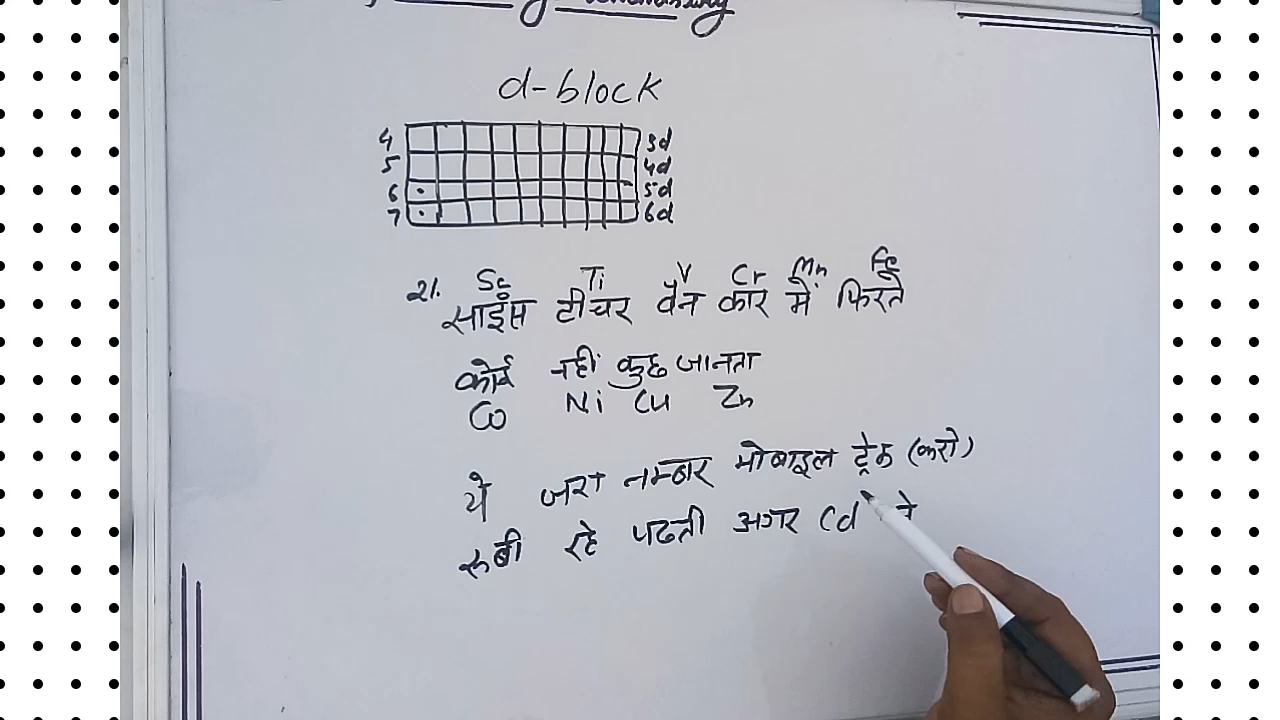 d-block
4 3d
5 4d
6 5d
7 6d
Sc Ti V Cr Mn Fe
21. साइंस टीचर वैन कार में फिरते
कोई नहीं कुछ जानता
Co Ni Cu Zn
ये जरा नम्बर मोबाइल ट्रेक (करो)
रूबी रहे पढती अगर Cd